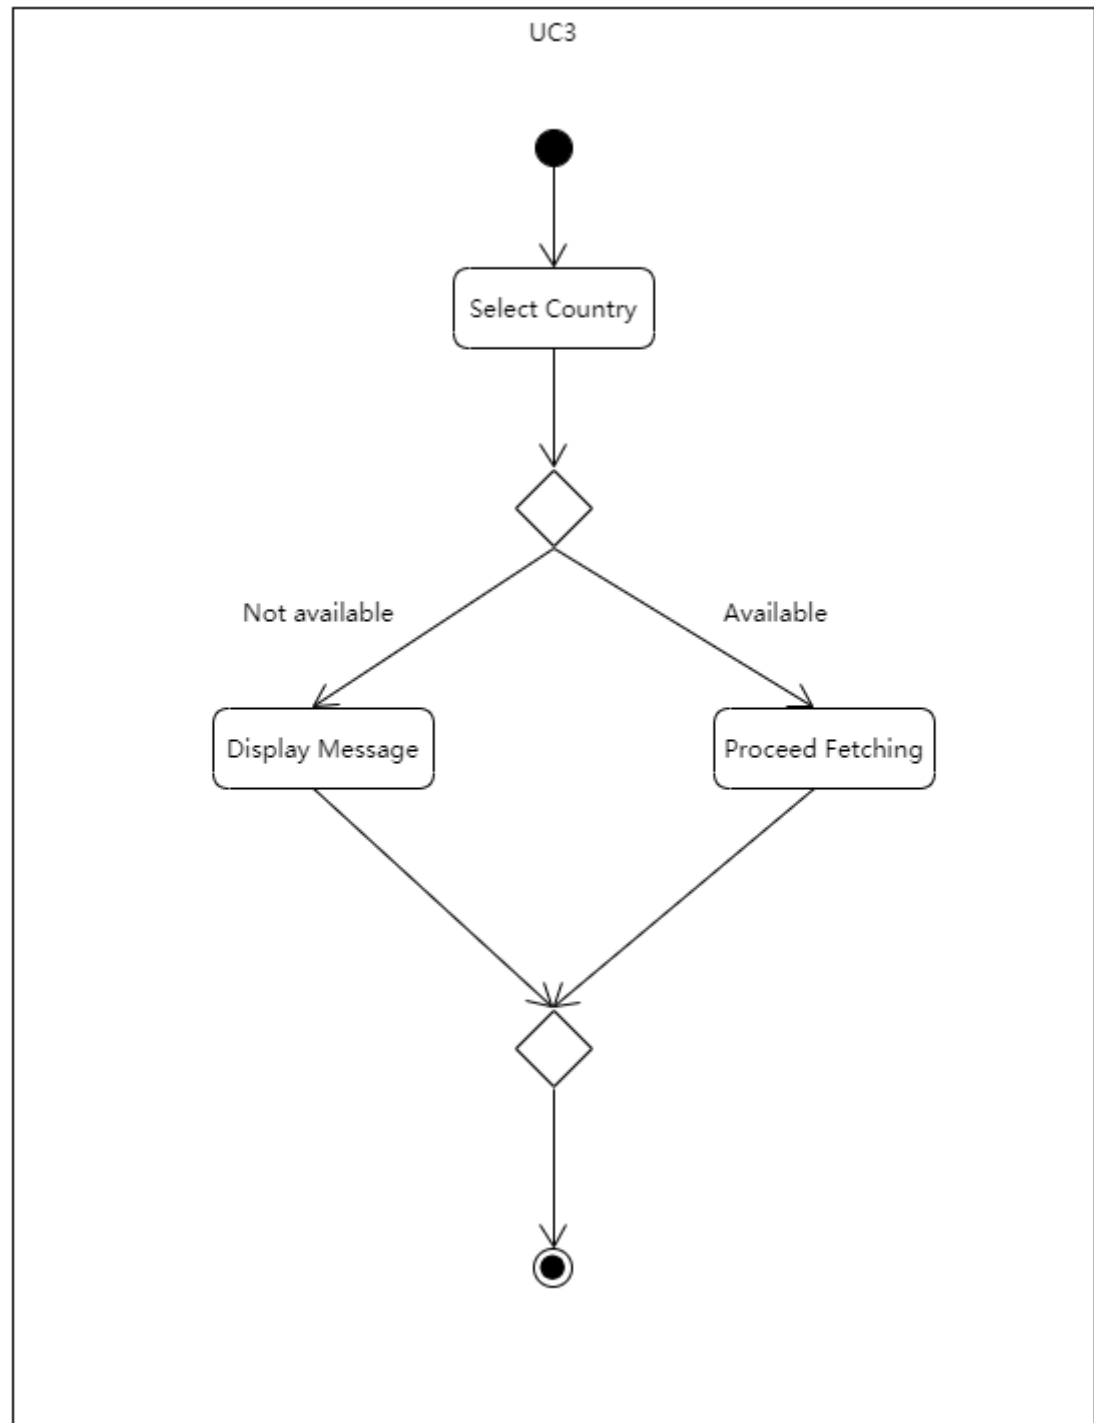 UC3
Select Country
Not available
Available
Display Message
Proceed Fetching